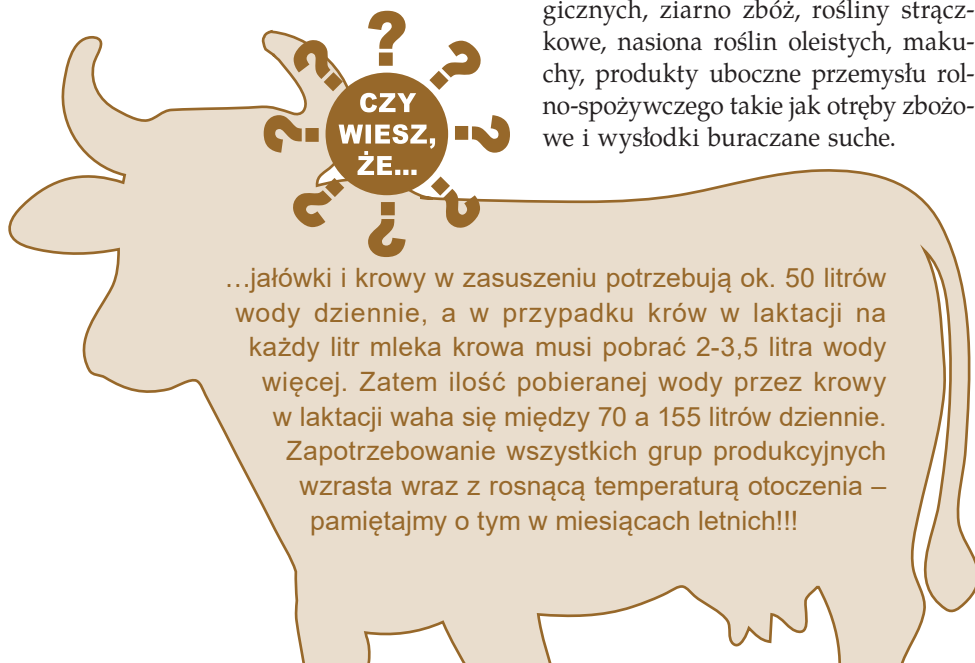 gicznych, ziarno zbóż, rośliny strącz-
kowe, nasiona roślin oleistych, maku-
chy, produkty uboczne przemysłu rol-
no-spożywczego takie jak otręby zbożo-
we i wysłodki buraczane suche.
? ? ? ? ? ? ? ?
CZY
WIESZ,
ŻE...
…jałówki i krowy w zasuszeniu potrzebują ok. 50 litrów
wody dziennie, a w przypadku krów w laktacji na
każdy litr mleka krowa musi pobrać 2-3,5 litra wody
więcej. Zatem ilość pobieranej wody przez krowy
w laktacji waha się między 70 a 155 litrów dziennie.
Zapotrzebowanie wszystkich grup produkcyjnych
wzrasta wraz z rosnącą temperaturą otoczenia –
pamiętajmy o tym w miesiącach letnich!!!